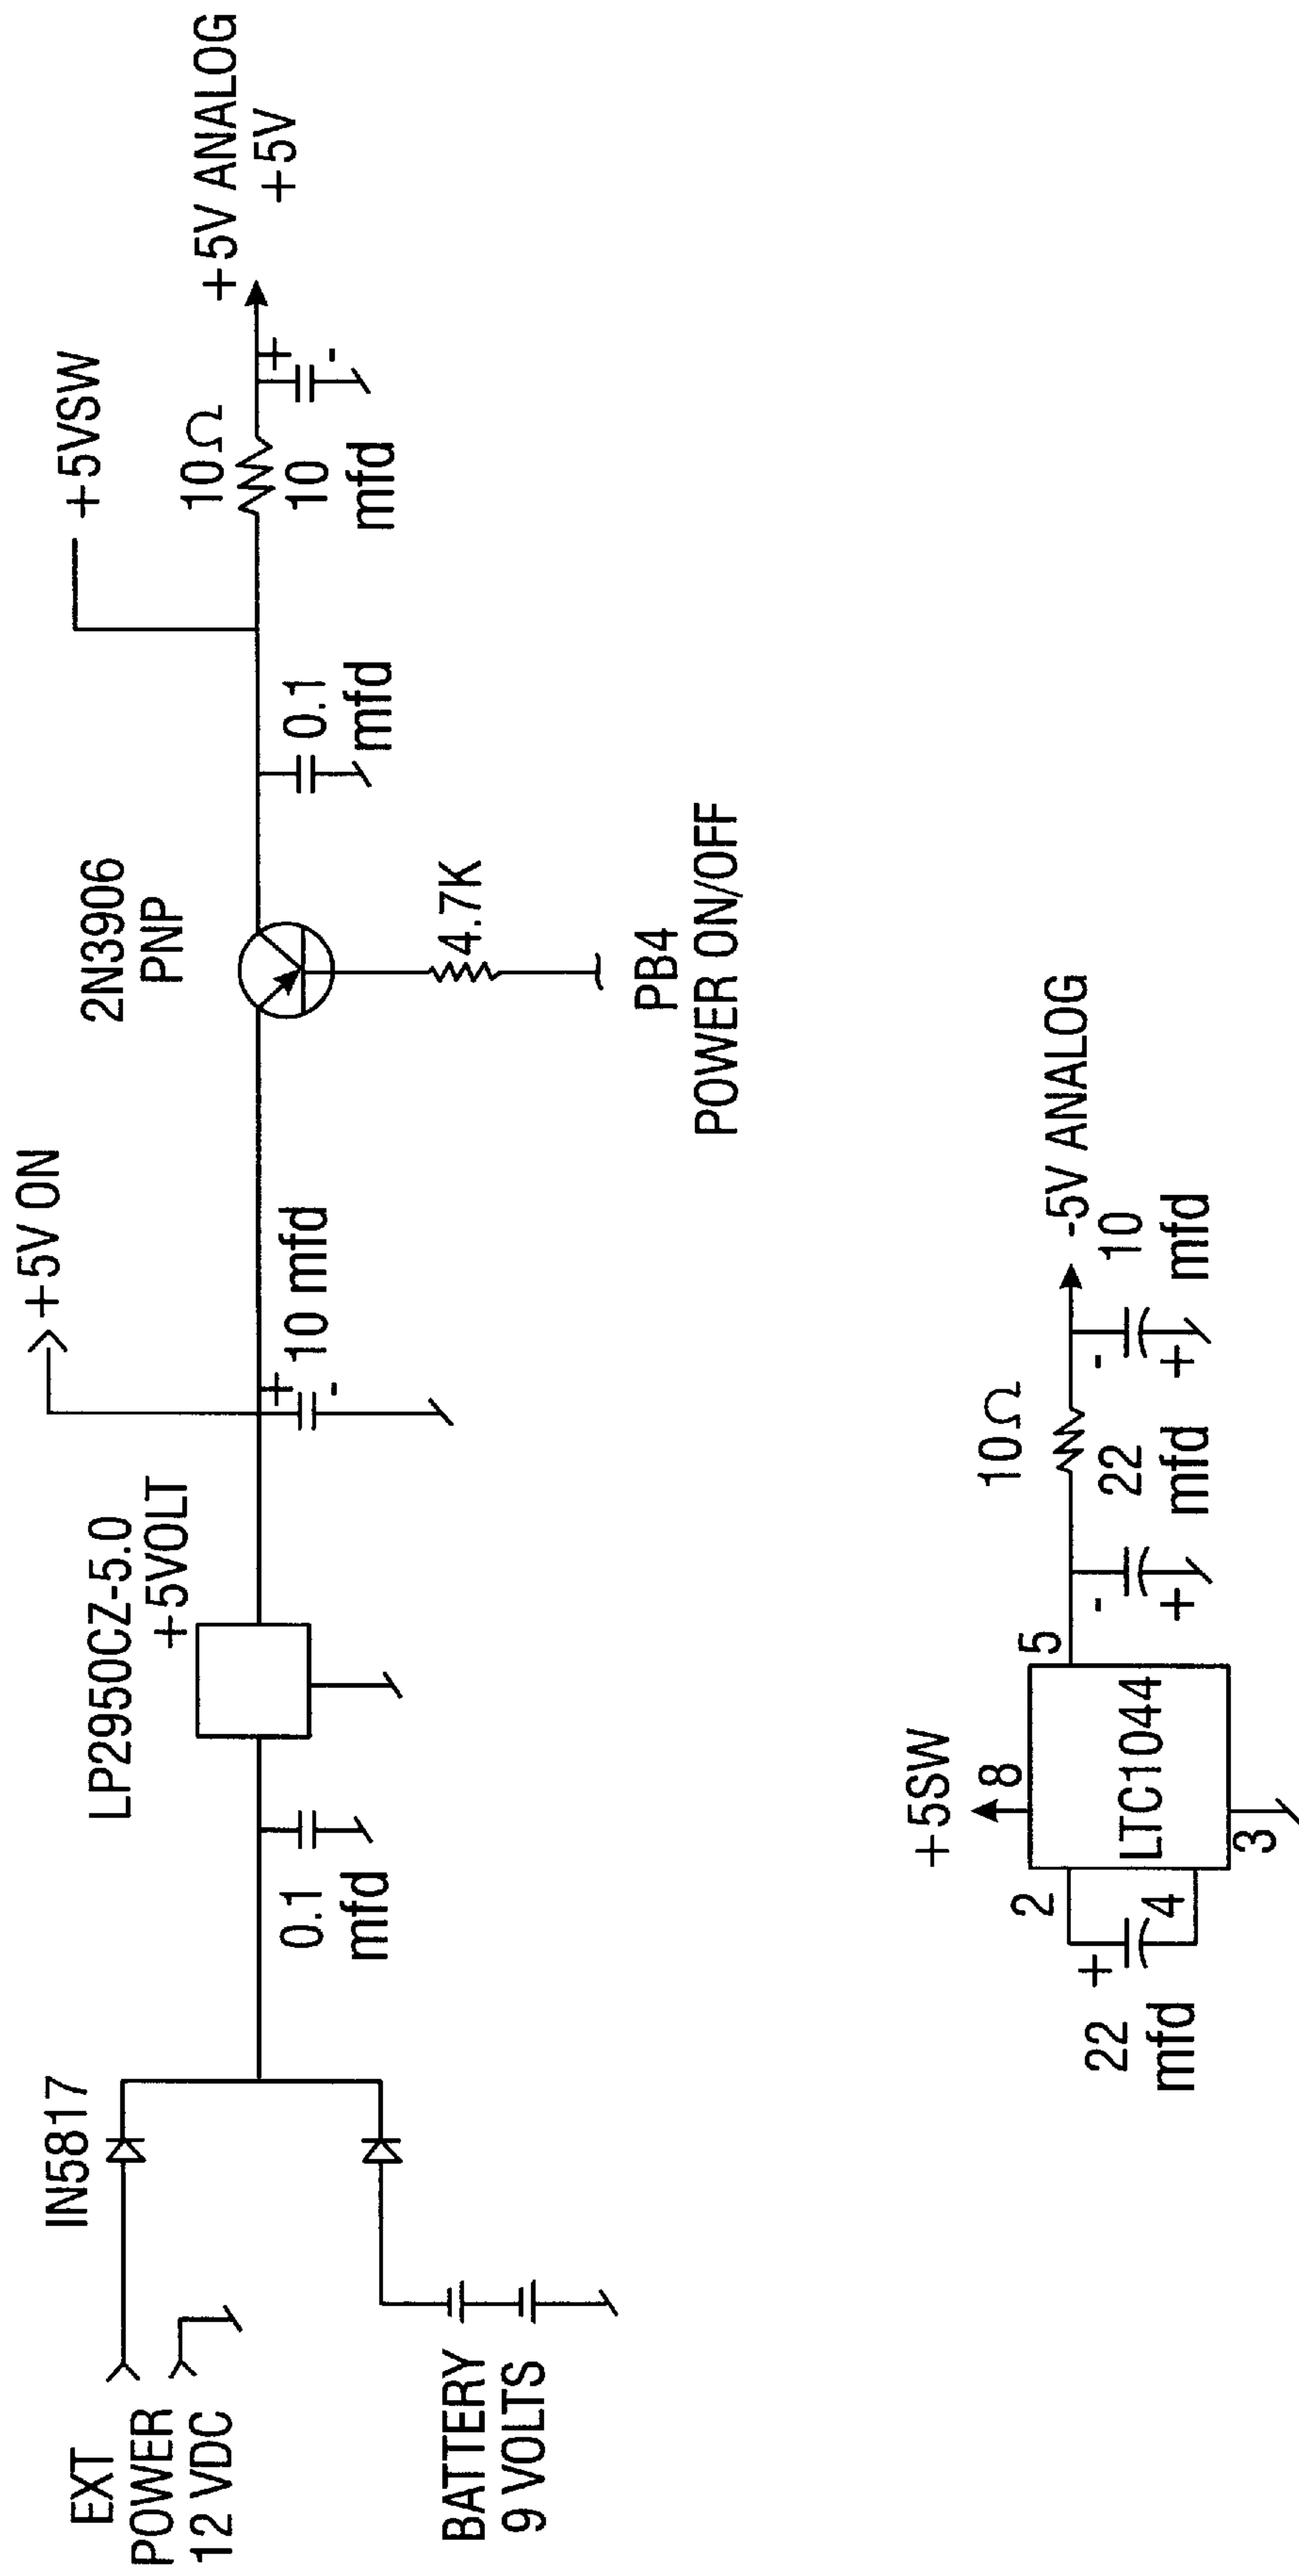 EXT
POWER
12 VDC
IN5817
BATTERY
9 VOLTS
0.1
mfd
LP2950CZ-5.0
+5VOLT
+5V ON
+
-
10 mfd
2N3906
PNP
4.7K
PB4
POWER ON/OFF
0.1
mfd
+5VSW
10Ω
10
mfd
+
-
+5V ANALOG
+5V
22
mfd
+
2
4
+5SW
8
LTC1044
3
5
-
+
22
mfd
10Ω
-
+
10
mfd
-5V ANALOG